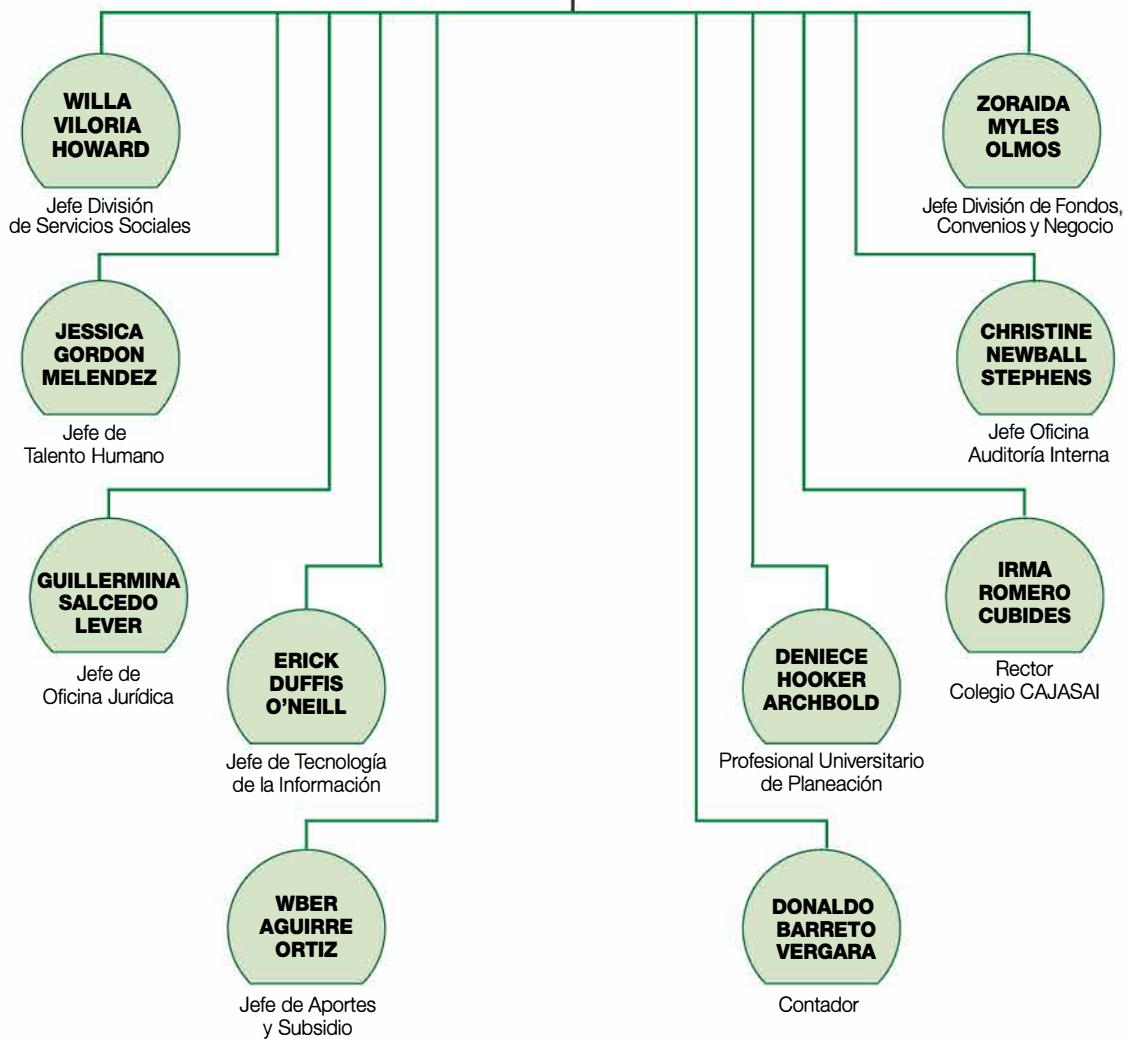 WILLA
VILORIA
HOWARD
Jefe División
de Servicios Sociales
ZORAIDA
MYLES
OLMOS
Jefe División de Fondos,
Convenios y Negocio
JESSICA
GORDON
MELENDEZ
Jefe de
Talento Humano
CHRISTINE
NEWBALL
STEPHENS
Jefe Oficina
Auditoría Interna
GUILLERMINA
SALCEDO
LEVER
Jefe de
Oficina Jurídica
IRMA
ROMERO
CUBIDES
Rector
Colegio CAJASAI
ERICK
DUFFIS
O’NEILL
Jefe de Tecnología
de la Información
DENIECE
HOOKER
ARCHBOLD
Profesional Universitario
de Planeación
WBER
AGUIRRE
ORTIZ
Jefe de Aportes
y Subsidio
DONALDO
BARRETO
VERGARA
Contador